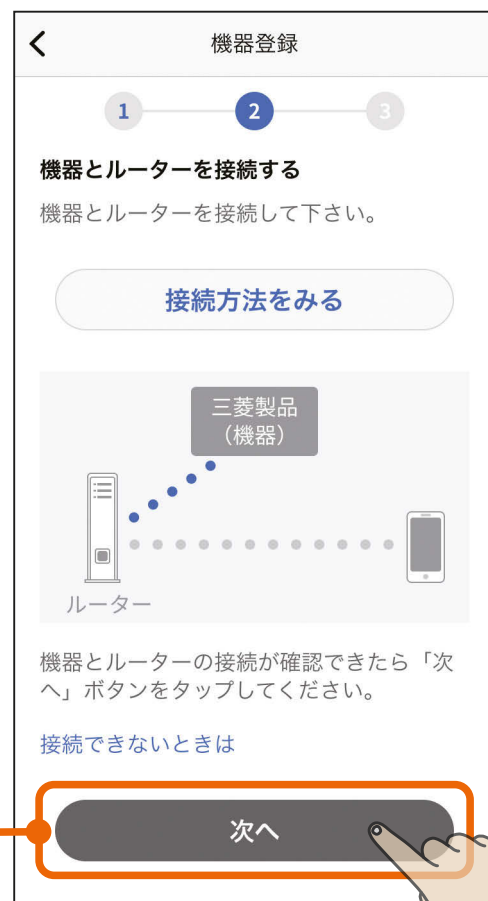 機器登録
1
2
3
機器とルーターを接続する
機器とルーターを接続して下さい。
接続方法をみる
三菱製品
（機器）
ルーター
機器とルーターの接続が確認できたら「次
へ」ボタンをタップしてください。
接続できないときは
次へ